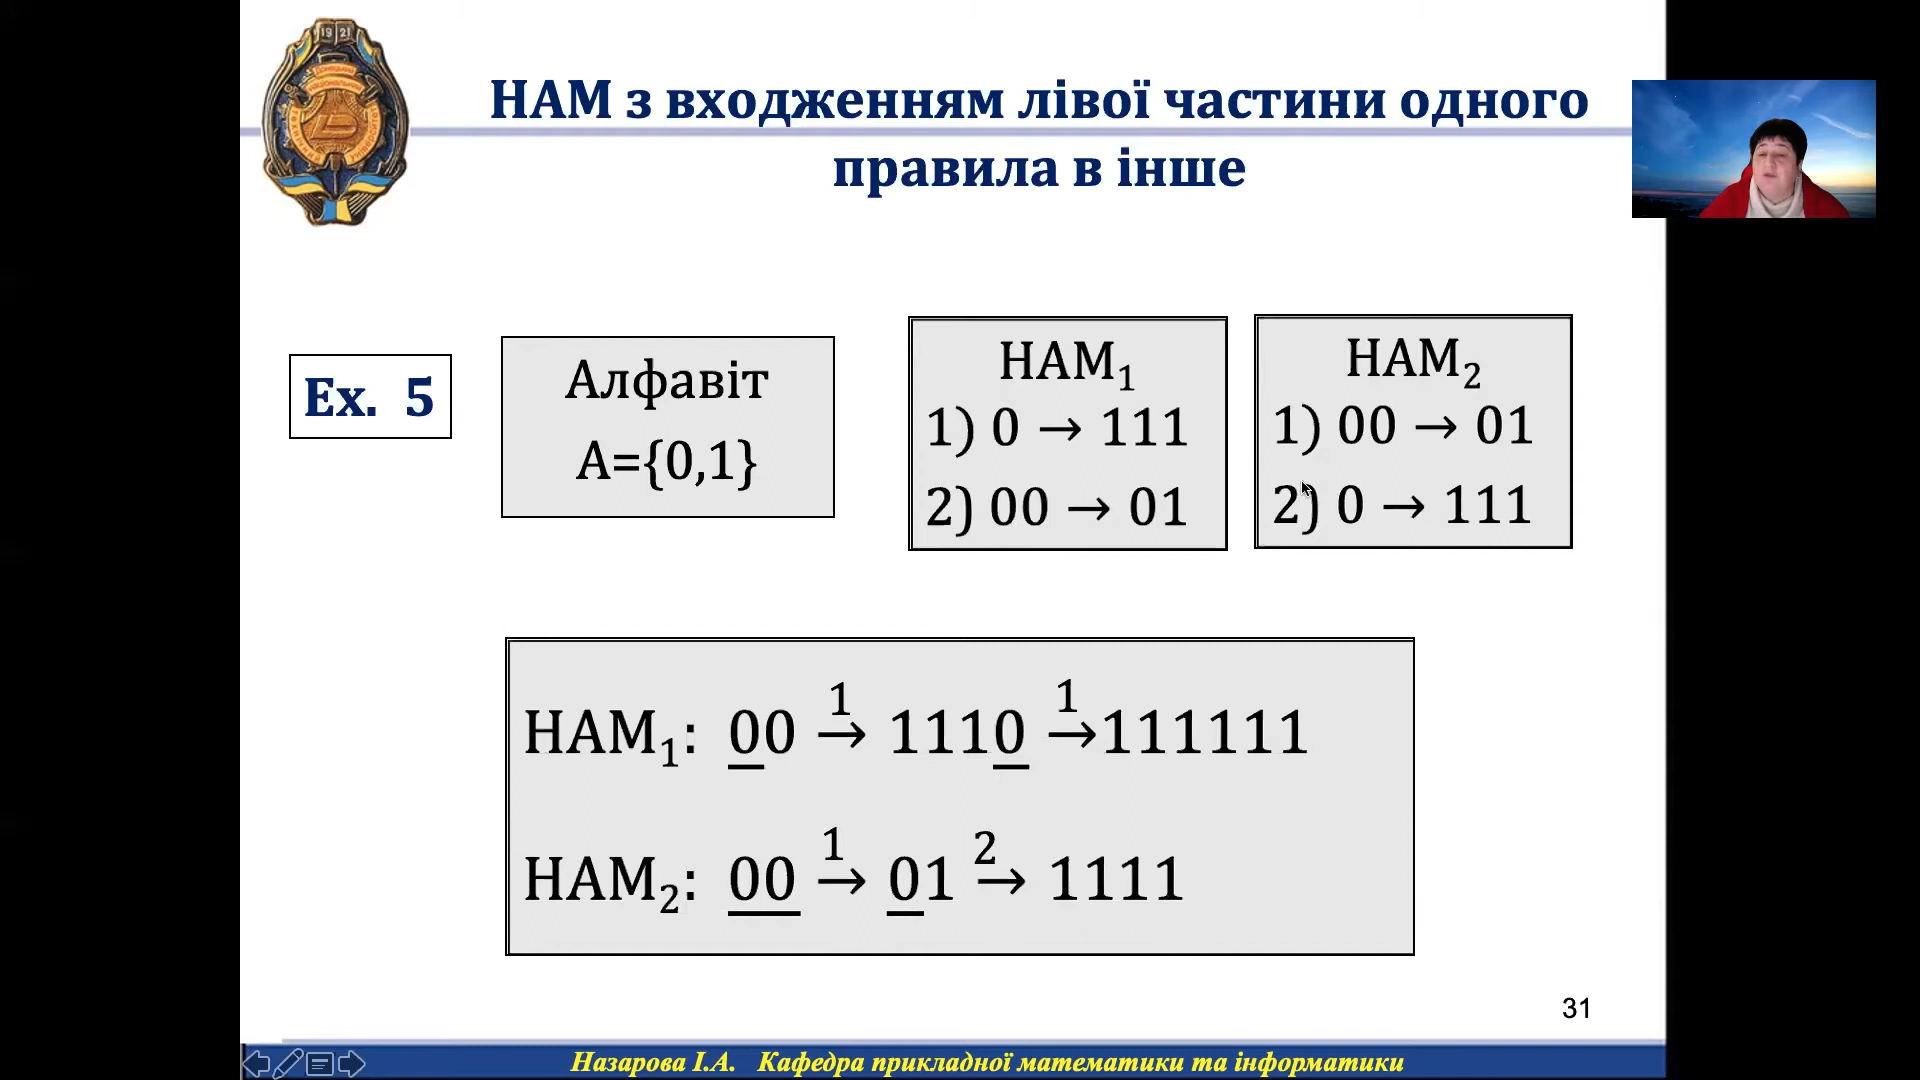 НАМ з входженням лівої частини одного
правила в інше
1921
Ex. 5
Алфавіт
A={0,1}
НАМ₁
1) 0 → 111
2) 00 → 01
НАМ₂
1) 00 → 01
2) 0 → 111
НАМ₁: 00 →¹ 1110 →¹ 111111
НАМ₂: 00 →¹ 01 →² 1111
31
Назарова І.А. Кафедра прикладної математики та інформатики